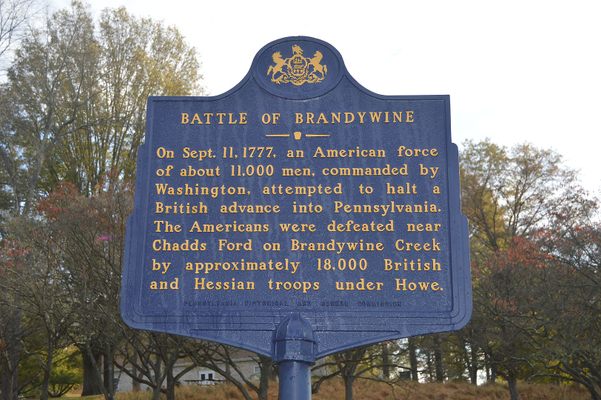 BATTLE OF BRANDYWINE
On Sept. 11, 1777, an American force
of about 11,000 men, commanded by
Washington, attempted to halt a
British advance into Pennsylvania.
The Americans were defeated near
Chadds Ford on Brandywine Creek
by approximately 18,000 British
and Hessian troops under Howe.
PENNSYLVANIA HISTORICAL AND MUSEUM COMMISSION